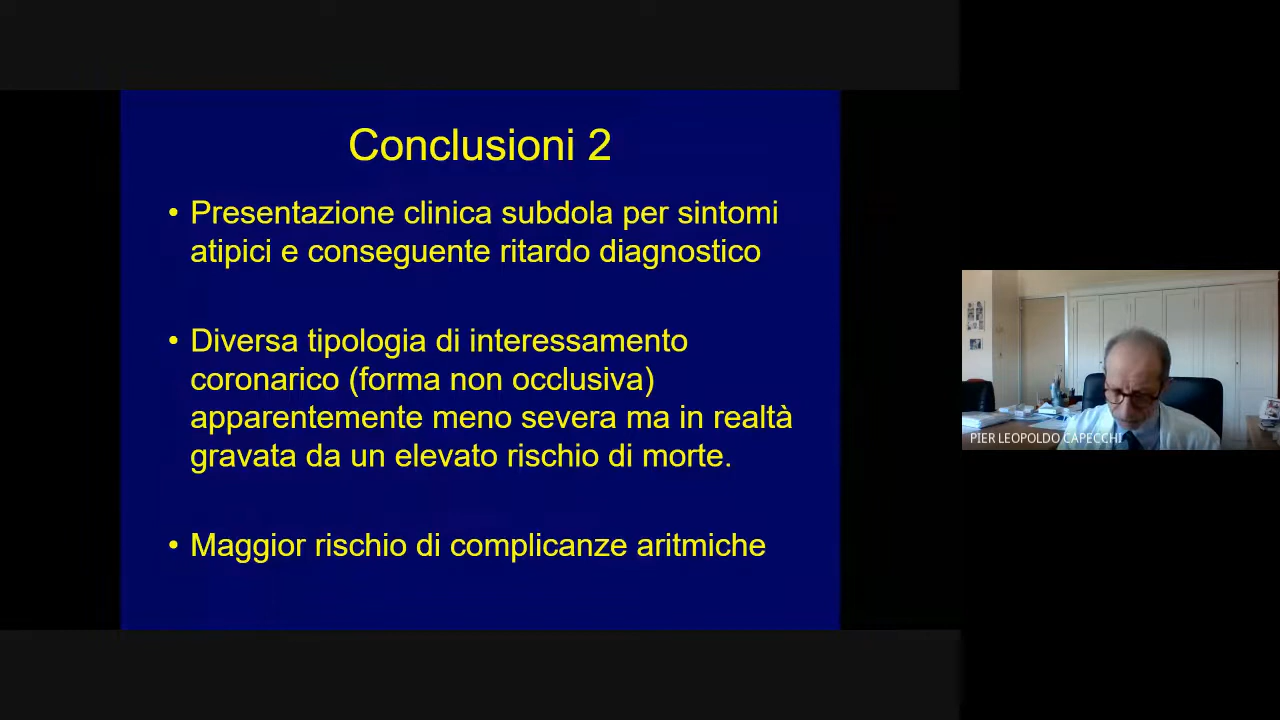 Conclusioni 2
• Presentazione clinica subdola per sintomi
atipici e conseguente ritardo diagnostico
• Diversa tipologia di interessamento
coronarico (forma non occlusiva)
apparentemente meno severa ma in realtà
gravata da un elevato rischio di morte.
• Maggior rischio di complicanze aritmiche
PIER LEOPOLDO CAPECCHI